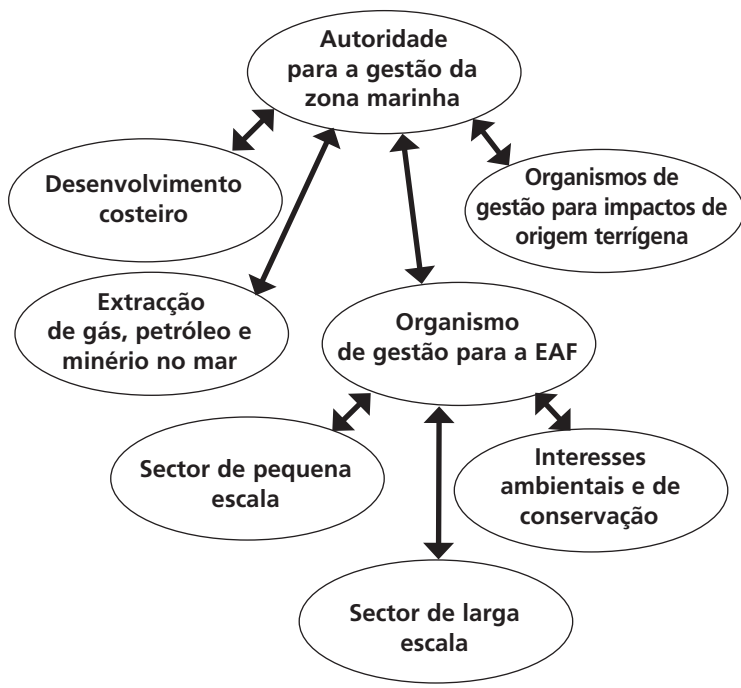 Autoridade
para a gestão da
zona marinha
Desenvolvimento
costeiro
Organismos de
gestão para impactos de
origem terrígena
Extracção
de gás, petróleo e
minério no mar
Organismo
de gestão para a EAF
Sector de pequena
escala
Interesses
ambientais e de
conservação
Sector de larga
escala